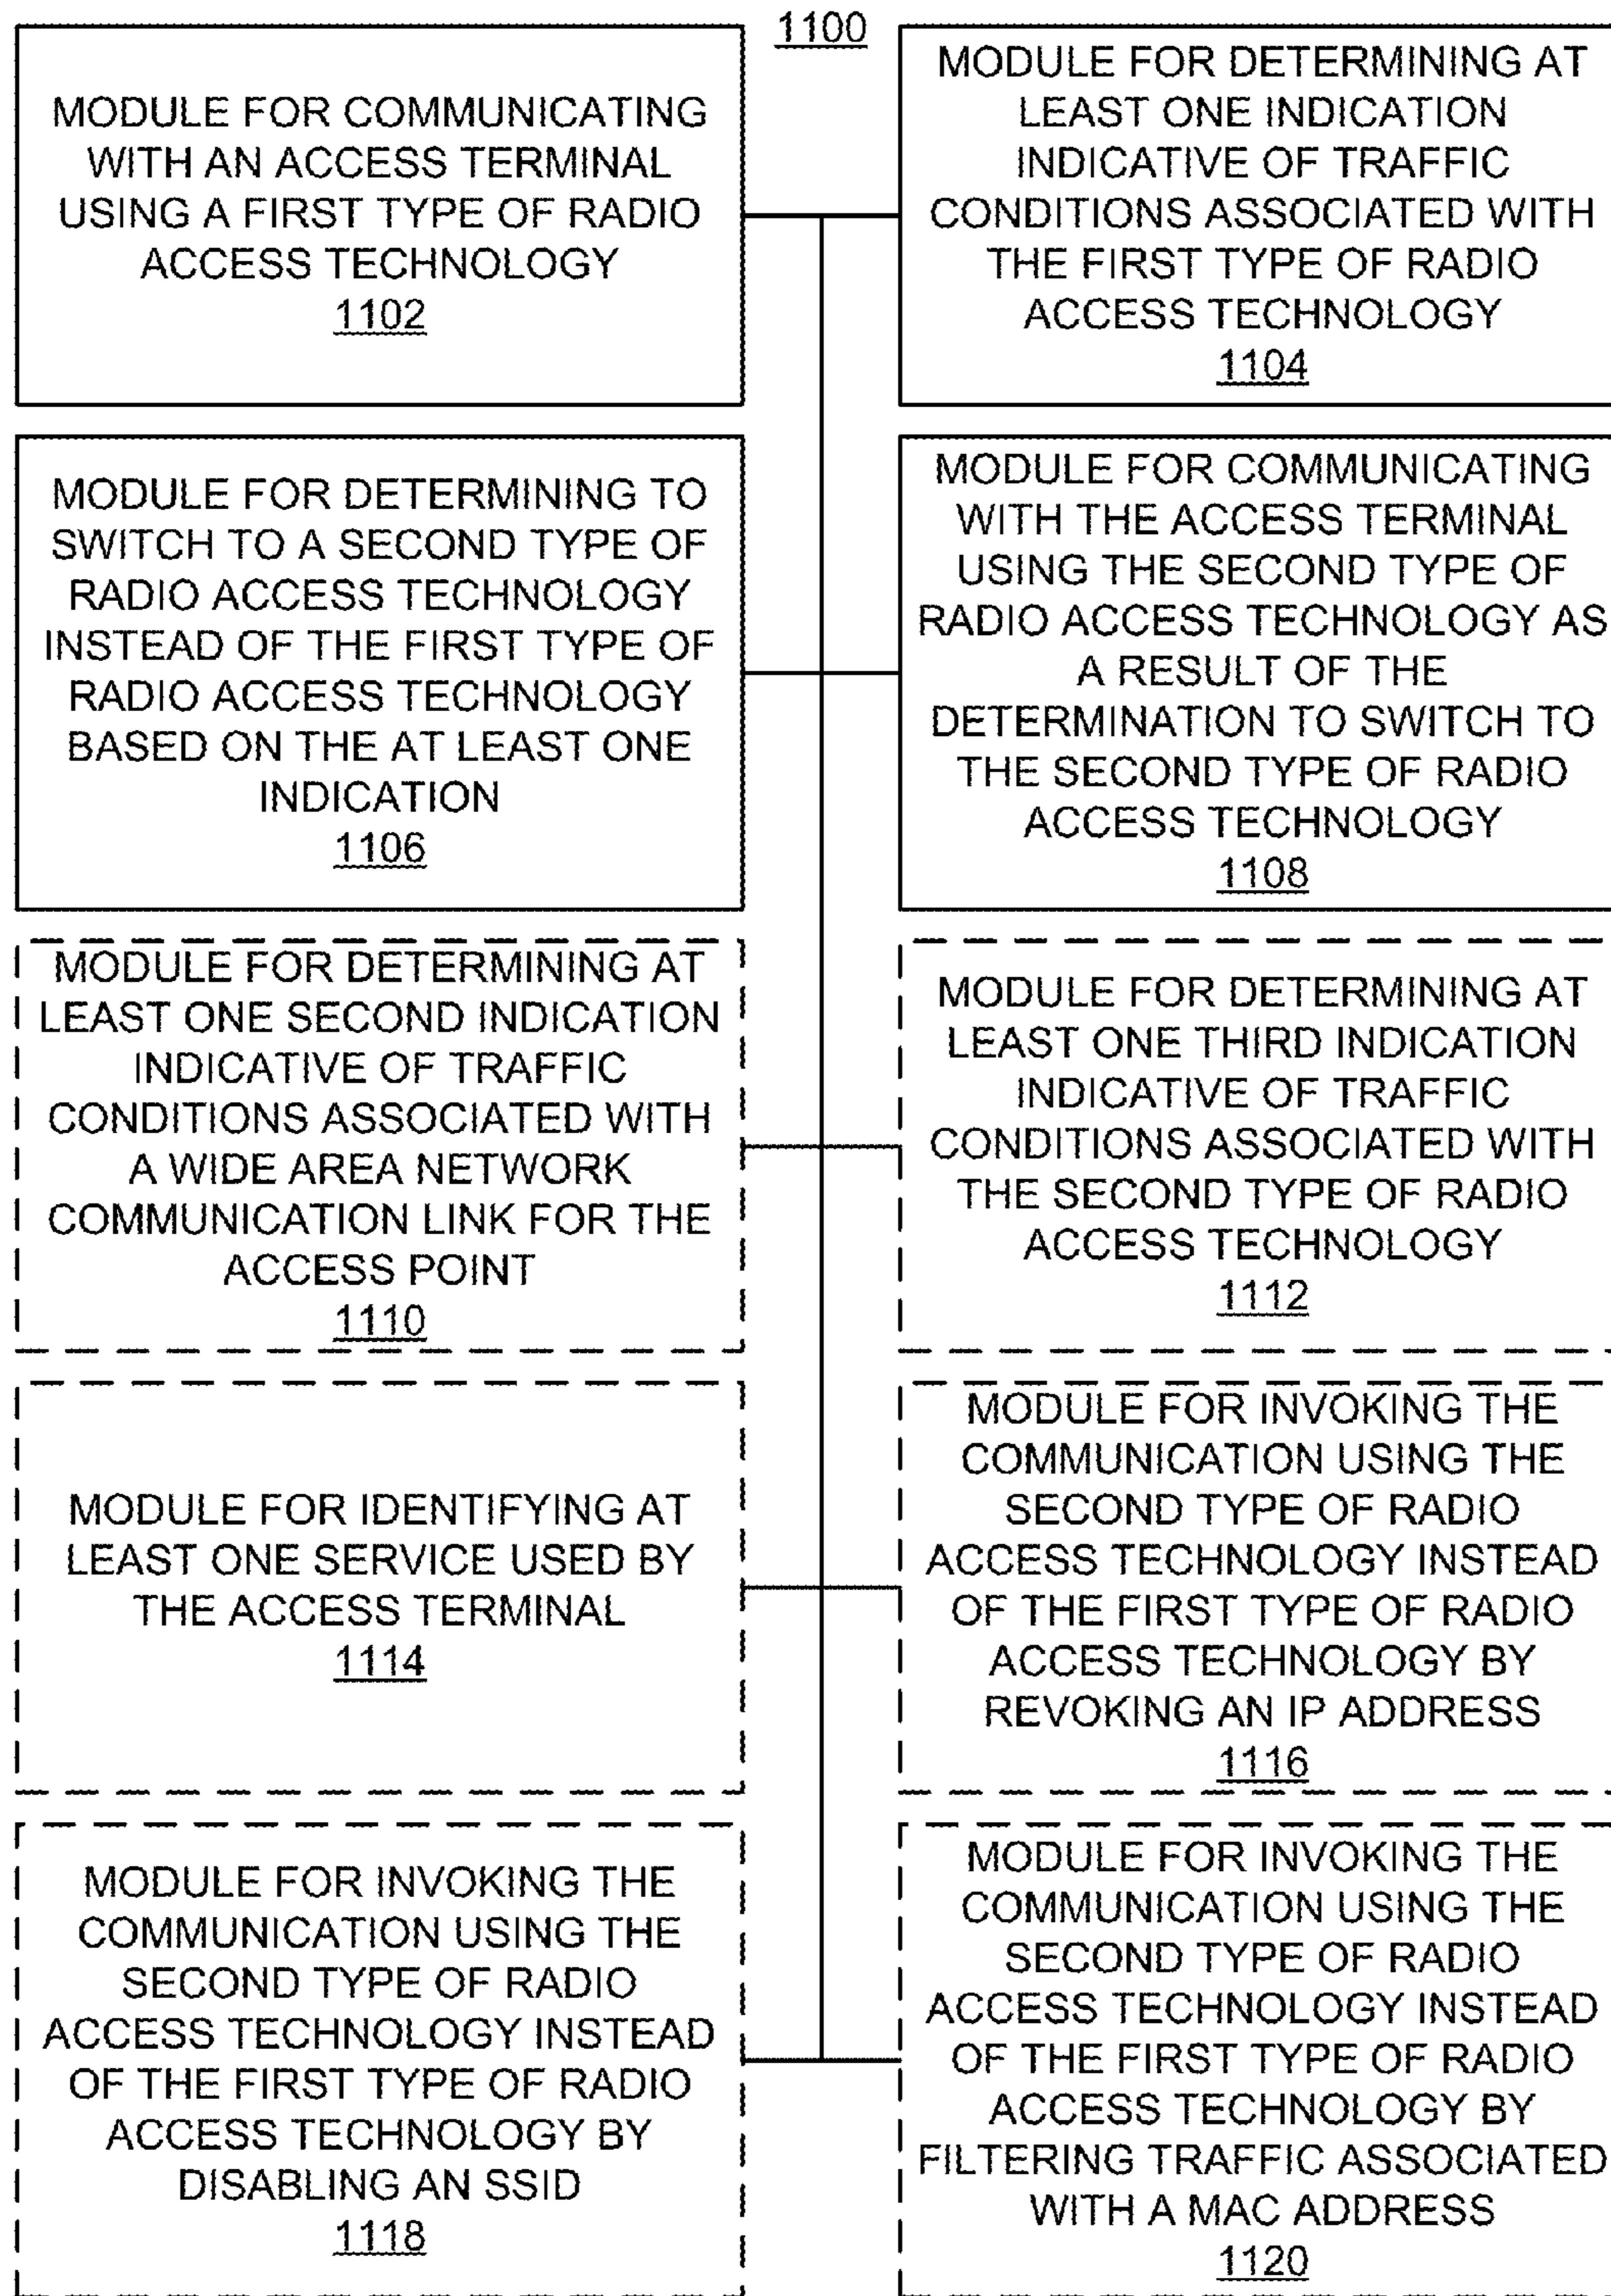 1100
MODULE FOR COMMUNICATING
WITH AN ACCESS TERMINAL
USING A FIRST TYPE OF RADIO
ACCESS TECHNOLOGY
1102
MODULE FOR DETERMINING AT
LEAST ONE INDICATION
INDICATIVE OF TRAFFIC
CONDITIONS ASSOCIATED WITH
THE FIRST TYPE OF RADIO
ACCESS TECHNOLOGY
1104
MODULE FOR DETERMINING TO
SWITCH TO A SECOND TYPE OF
RADIO ACCESS TECHNOLOGY
INSTEAD OF THE FIRST TYPE OF
RADIO ACCESS TECHNOLOGY
BASED ON THE AT LEAST ONE
INDICATION
1106
MODULE FOR COMMUNICATING
WITH THE ACCESS TERMINAL
USING THE SECOND TYPE OF
RADIO ACCESS TECHNOLOGY AS
A RESULT OF THE
DETERMINATION TO SWITCH TO
THE SECOND TYPE OF RADIO
ACCESS TECHNOLOGY
1108
MODULE FOR DETERMINING AT
LEAST ONE SECOND INDICATION
INDICATIVE OF TRAFFIC
CONDITIONS ASSOCIATED WITH
A WIDE AREA NETWORK
COMMUNICATION LINK FOR THE
ACCESS POINT
1110
MODULE FOR DETERMINING AT
LEAST ONE THIRD INDICATION
INDICATIVE OF TRAFFIC
CONDITIONS ASSOCIATED WITH
THE SECOND TYPE OF RADIO
ACCESS TECHNOLOGY
1112
MODULE FOR IDENTIFYING AT
LEAST ONE SERVICE USED BY
THE ACCESS TERMINAL
1114
MODULE FOR INVOKING THE
COMMUNICATION USING THE
SECOND TYPE OF RADIO
ACCESS TECHNOLOGY INSTEAD
OF THE FIRST TYPE OF RADIO
ACCESS TECHNOLOGY BY
REVOKING AN IP ADDRESS
1116
MODULE FOR INVOKING THE
COMMUNICATION USING THE
SECOND TYPE OF RADIO
ACCESS TECHNOLOGY INSTEAD
OF THE FIRST TYPE OF RADIO
ACCESS TECHNOLOGY BY
DISABLING AN SSID
1118
MODULE FOR INVOKING THE
COMMUNICATION USING THE
SECOND TYPE OF RADIO
ACCESS TECHNOLOGY INSTEAD
OF THE FIRST TYPE OF RADIO
ACCESS TECHNOLOGY BY
FILTERING TRAFFIC ASSOCIATED
WITH A MAC ADDRESS
1120